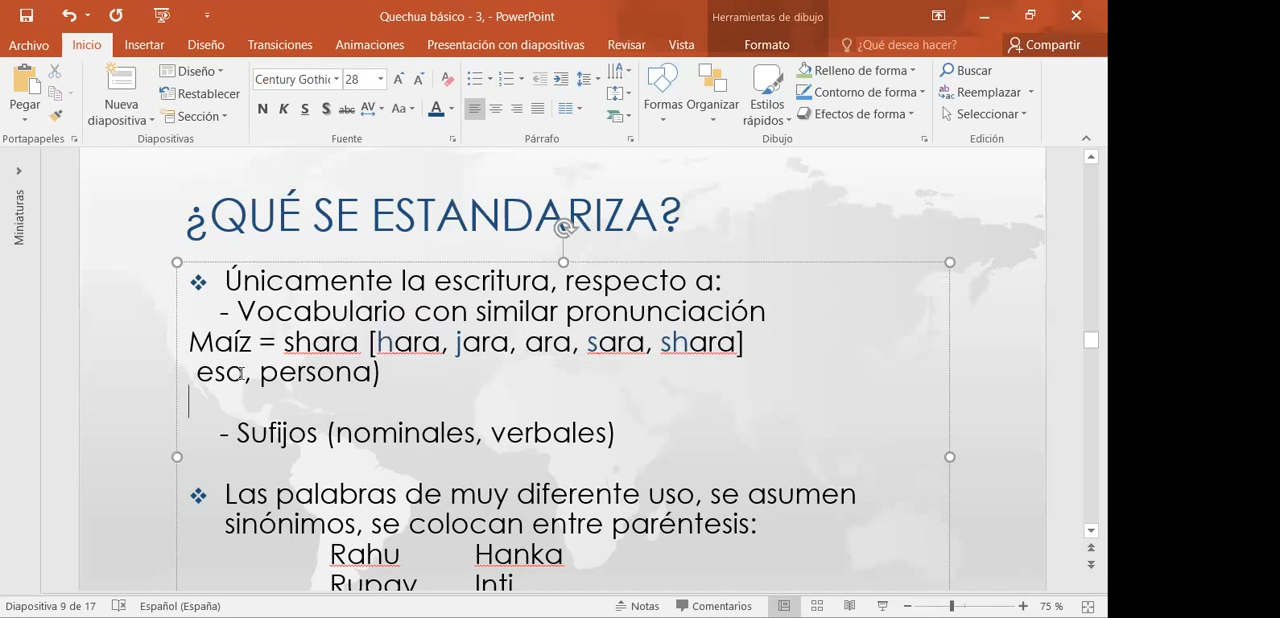 Quechua básico - 3, - PowerPoint
Herramientas de dibujo
Archivo Inicio Insertar Diseño Transiciones Animaciones Presentación con diapositivas Revisar Vista Formato ¿Qué desea hacer? Compartir
Pegar
Nueva diapositiva
Diseño
Restablecer
Sección
Century Gothic 28
N K S S abc AV Aa A
Formas Organizar Estilos rápidos
Relleno de forma
Contorno de forma
Efectos de forma
Buscar
Reemplazar
Seleccionar
Portapapeles Diapositivas Fuente Párrafo Dibujo Edición
Miniaturas
¿QUÉ SE ESTANDARIZA?
Únicamente la escritura, respecto a:
- Vocabulario con similar pronunciación
Maíz = shara [hara, jara, ara, sara, shara]
esa, persona)
- Sufijos (nominales, verbales)
Las palabras de muy diferente uso, se asumen
sinónimos, se colocan entre paréntesis:
Rahu Hanka
Rupay Inti
Diapositiva 9 de 17 Español (España) Notas Comentarios 75 %